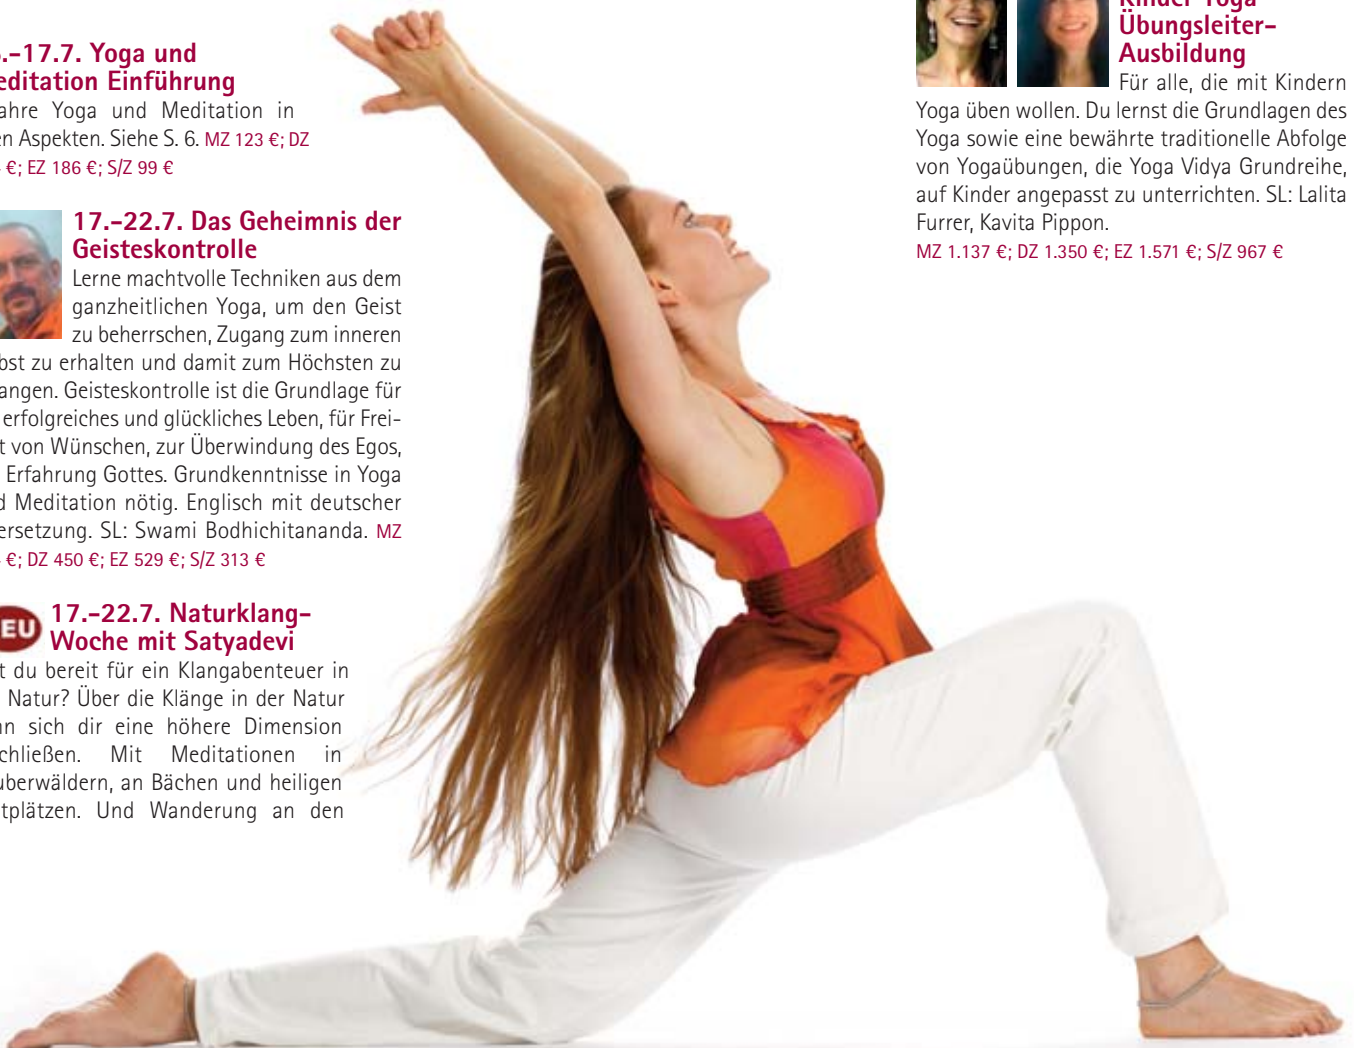 .-17.7. Yoga und
editation Einführung
ahre Yoga und Meditation in
en Aspekten. Siehe S. 6. MZ 123 €; DZ
€; EZ 186 €; S/Z 99 €
17.-22.7. Das Geheimnis der
Geisteskontrolle
Lerne machtvolle Techniken aus dem
ganzheitlichen Yoga, um den Geist
zu beherrschen, Zugang zum inneren
bst zu erhalten und damit zum Höchsten zu
angen. Geisteskontrolle ist die Grundlage für
erfolgreiches und glückliches Leben, für Frei-
t von Wünschen, zur Überwindung des Egos,
Erfahrung Gottes. Grundkenntnisse in Yoga
d Meditation nötig. Englisch mit deutscher
ersetzung. SL: Swami Bodhichitananda. MZ
€; DZ 450 €; EZ 529 €; S/Z 313 €
EU
17.-22.7. Naturklang-
Woche mit Satyadevi
t du bereit für ein Klangabenteuer in
Natur? Über die Klänge in der Natur
nn sich dir eine höhere Dimension
chließen. Mit Meditationen in
uberwäldern, an Bächen und heiligen
tplätzen. Und Wanderung an den
Kinder Yoga
Übungsleiter-
Ausbildung
Für alle, die mit Kindern
Yoga üben wollen. Du lernst die Grundlagen des
Yoga sowie eine bewährte traditionelle Abfolge
von Yogaübungen, die Yoga Vidya Grundreihe,
auf Kinder angepasst zu unterrichten. SL: Lalita
Furrer, Kavita Pippon.
MZ 1.137 €; DZ 1.350 €; EZ 1.571 €; S/Z 967 €